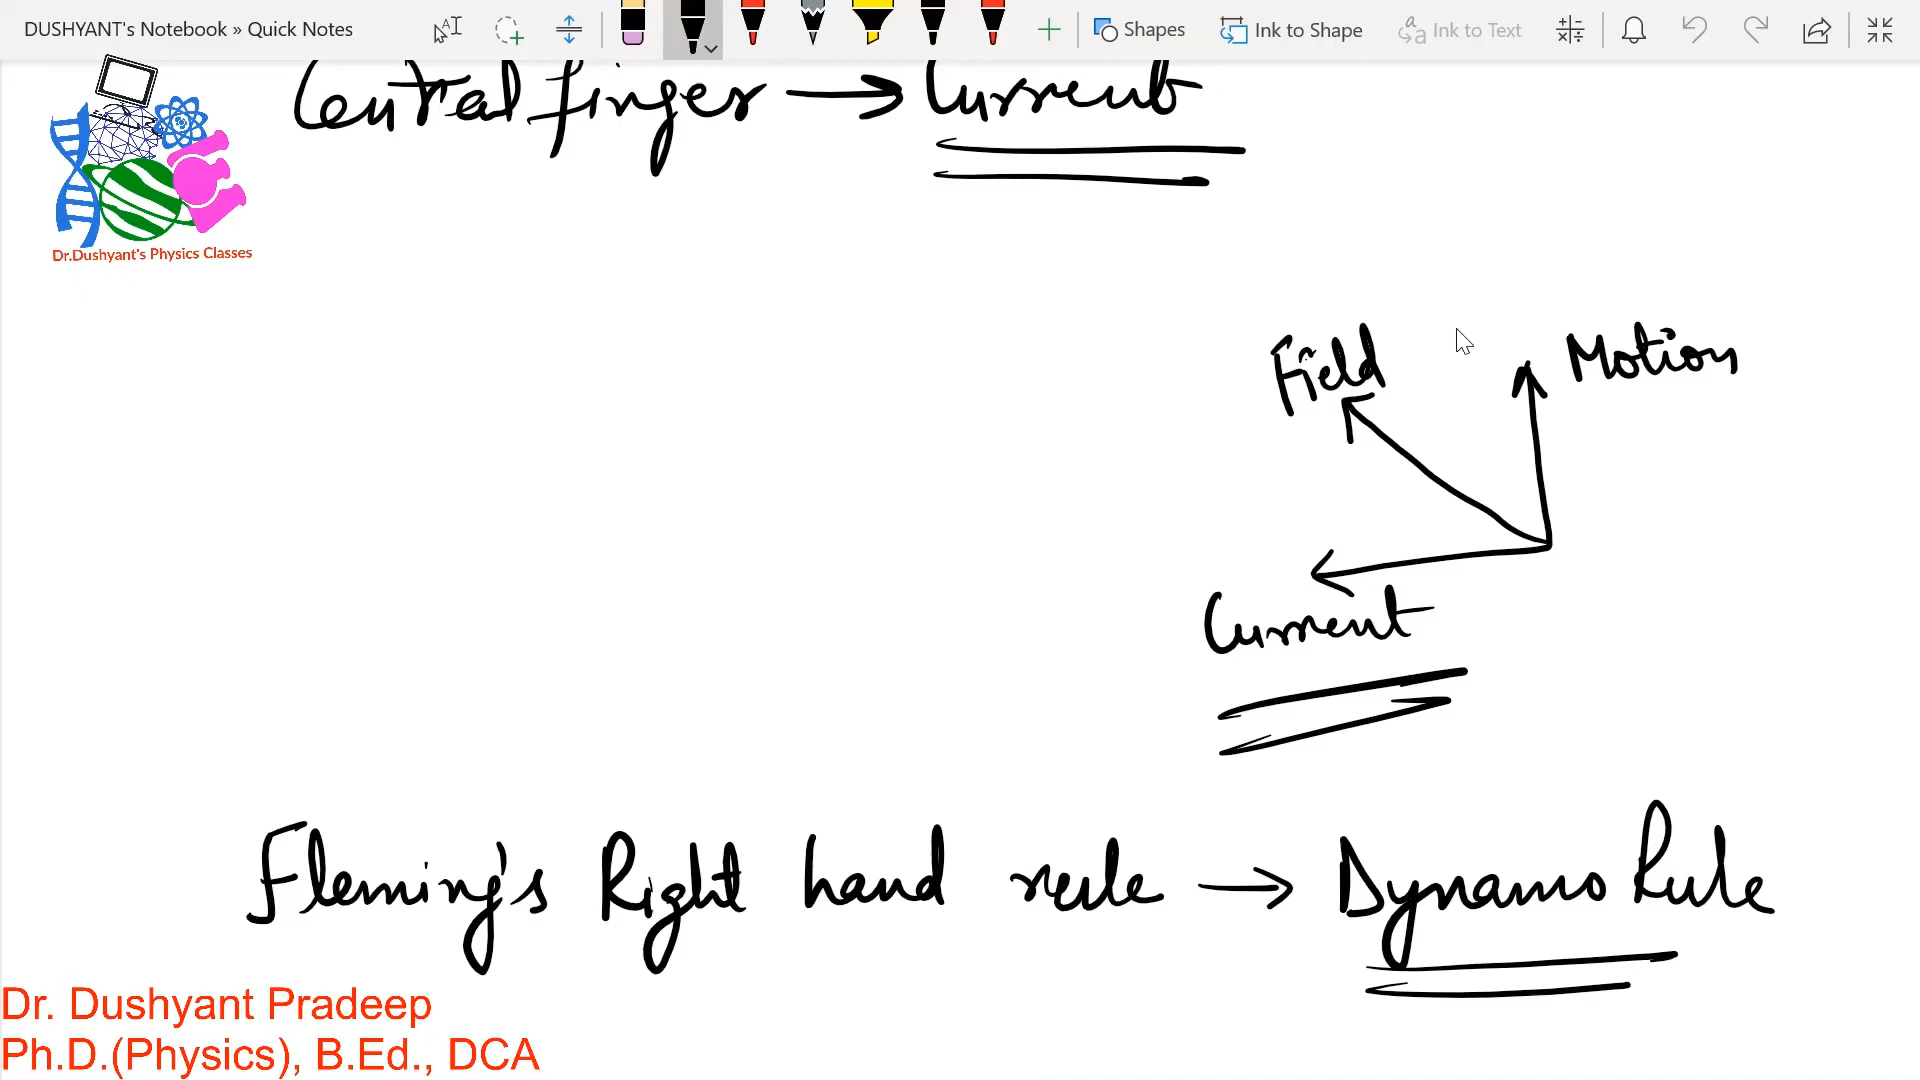 DUSHYANT's Notebook » Quick Notes
Shapes
Ink to Shape
Ink to Text
Central finger → Current
Dr.Dushyant's Physics Classes
Field
Motion
Current
Fleming's Right hand rule → Dynamo Rule
Dr. Dushyant Pradeep
Ph.D.(Physics), B.Ed., DCA